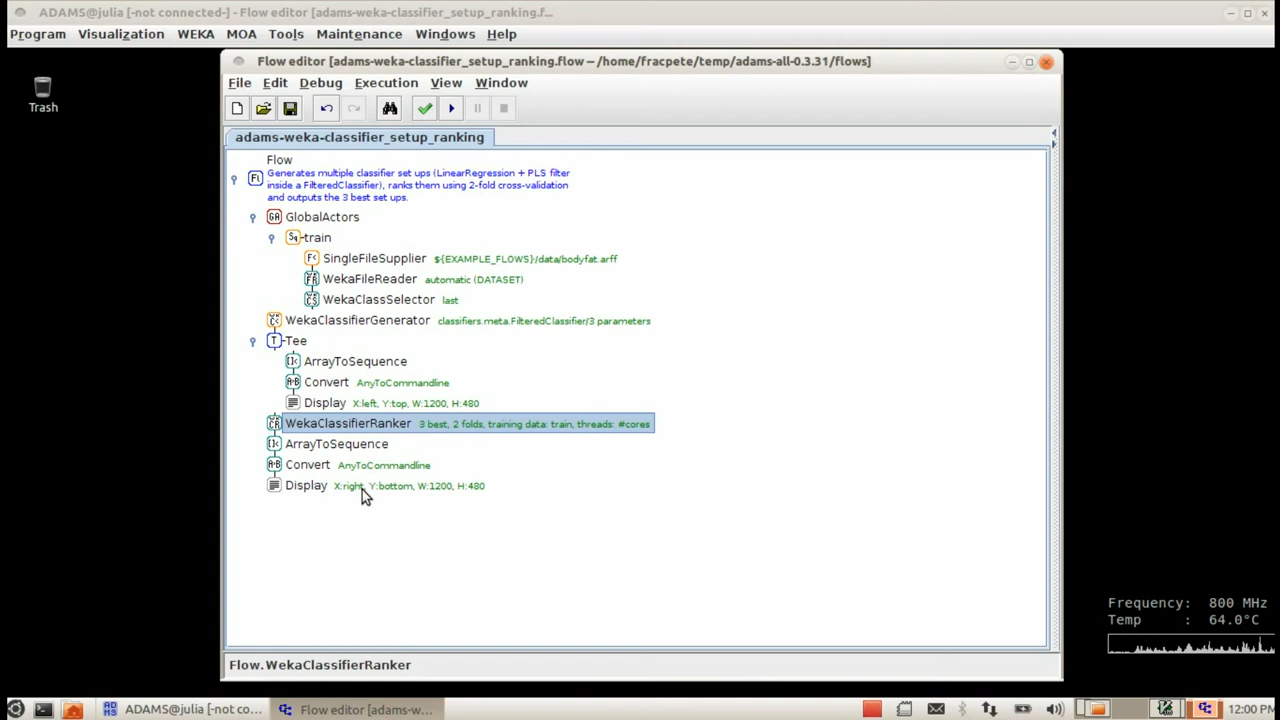 ADAMS@julia [-not connected-] - Flow editor [adams-weka-classifier_setup_ranking.f...
Program Visualization WEKA MOA Tools Maintenance Windows Help
Trash
Flow editor [adams-weka-classifier_setup_ranking.flow – /home/fracpete/temp/adams-all-0.3.31/flows]
File Edit Debug Execution View Window
adams-weka-classifier_setup_ranking
Flow
Generates multiple classifier set ups (LinearRegression + PLS filter
inside a FilteredClassifier), ranks them using 2-fold cross-validation
and outputs the 3 best set ups.
GlobalActors
train
SingleFileSupplier ${EXAMPLE_FLOWS}/data/bodyfat.arff
WekaFileReader automatic (DATASET)
WekaClassSelector last
WekaClassifierGenerator classifiers.meta.FilteredClassifier/3 parameters
Tee
ArrayToSequence
Convert AnyToCommandline
Display X:left, Y:top, W:1200, H:480
WekaClassifierRanker 3 best, 2 folds, training data: train, threads: #cores
ArrayToSequence
Convert AnyToCommandline
Display X:right, Y:bottom, W:1200, H:480
Frequency: 800 MHz
Temp : 64.0°C
Flow.WekaClassifierRanker
ADAMS@julia [-not co...
Flow editor [adams-w...
12:00 PM